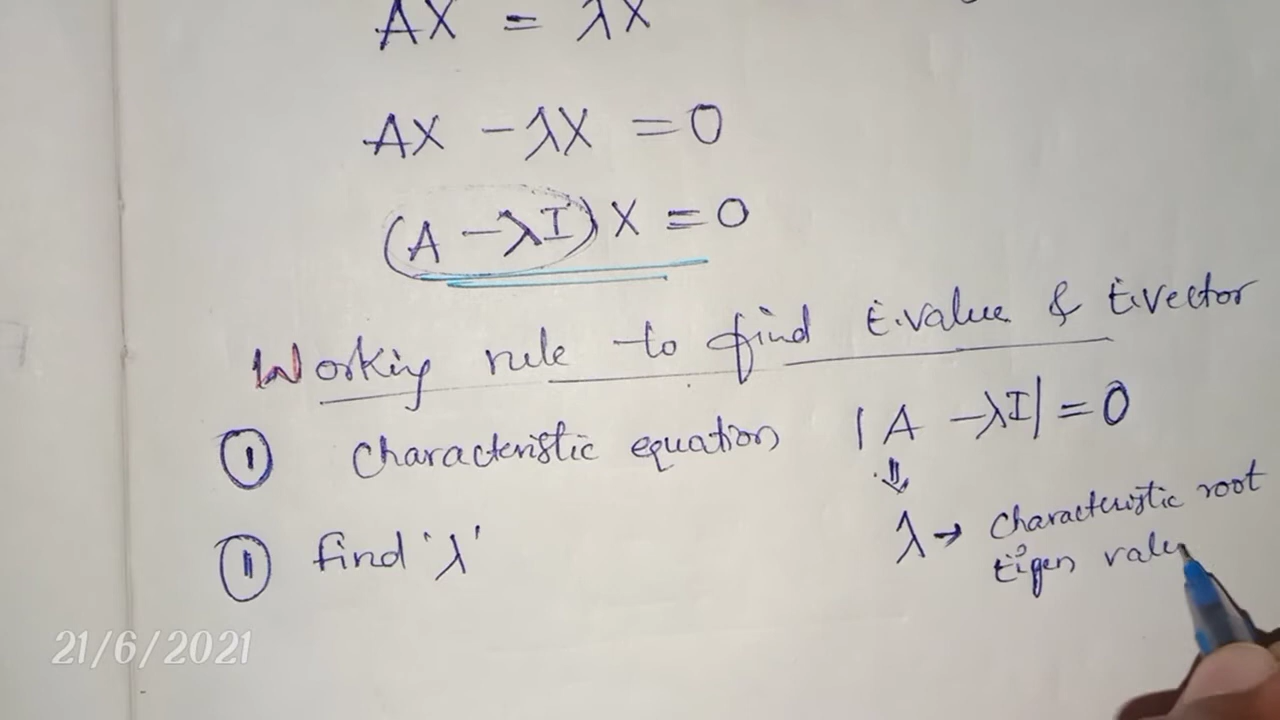 AX = λX
AX - λX = 0
(A - λI) X = 0
Working rule to find E.value & E.vector
① Characteristic equation |A - λI| = 0
⇓
① find 'λ'
λ → Characteristic root
Eigen value
21/6/2021